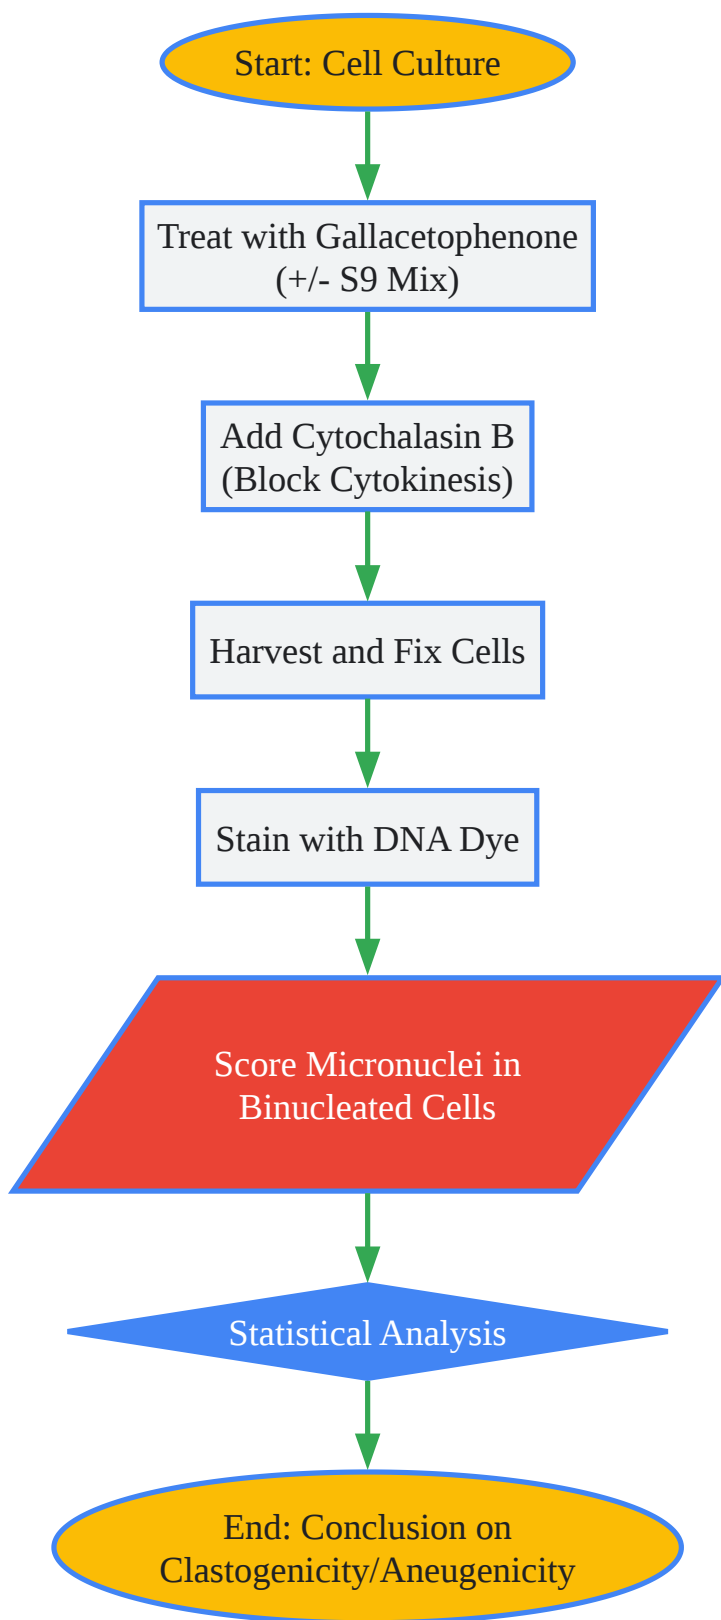 Start: Cell Culture
Treat with Gallacetophenone
(+/- S9 Mix)
Add Cytochalasin B
(Block Cytokinesis)
Harvest and Fix Cells
Stain with DNA Dye
Score Micronuclei in
Binucleated Cells
Statistical Analysis
End: Conclusion on
Clastogenicity/Aneugenicity